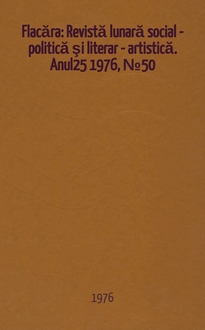 Flacăra: Revistă lunară social -
politică şi literar - artistică.
Anul25 1976, №50
1976